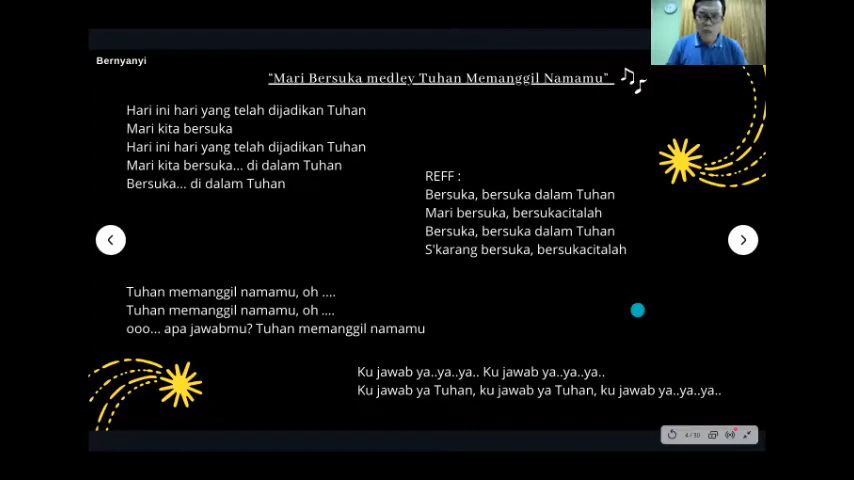 Bernyanyi
"Mari Bersuka medley Tuhan Memanggil Namamu"
Hari ini hari yang telah dijadikan Tuhan
Mari kita bersuka
Hari ini hari yang telah dijadikan Tuhan
Mari kita bersuka... di dalam Tuhan
Bersuka... di dalam Tuhan
REFF :
Bersuka, bersuka dalam Tuhan
Mari bersuka, bersukacitalah
Bersuka, bersuka dalam Tuhan
S'karang bersuka, bersukacitalah
Tuhan memanggil namamu, oh ....
Tuhan memanggil namamu, oh ....
ooo... apa jawabmu? Tuhan memanggil namamu
Ku jawab ya..ya..ya.. Ku jawab ya..ya..ya..
Ku jawab ya Tuhan, ku jawab ya Tuhan, ku jawab ya..ya..ya..